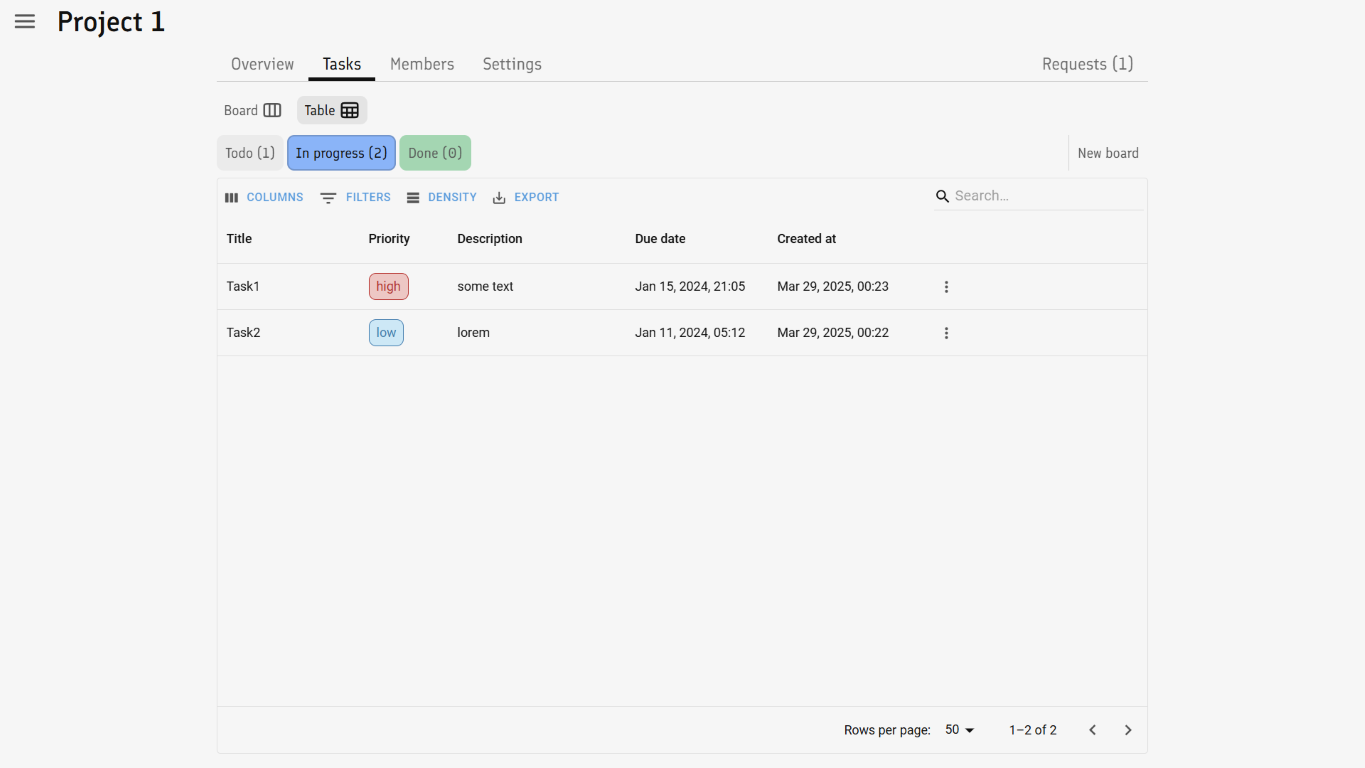 Project 1
Overview Tasks Members Settings Requests (1)
Board Table
Todo (1) In progress (2) Done (0) New board
COLUMNS FILTERS DENSITY EXPORT Search…
Title Priority Description Due date Created at
Task1 high some text Jan 15, 2024, 21:05 Mar 29, 2025, 00:23
Task2 low lorem Jan 11, 2024, 05:12 Mar 29, 2025, 00:22
Rows per page: 50 1–2 of 2